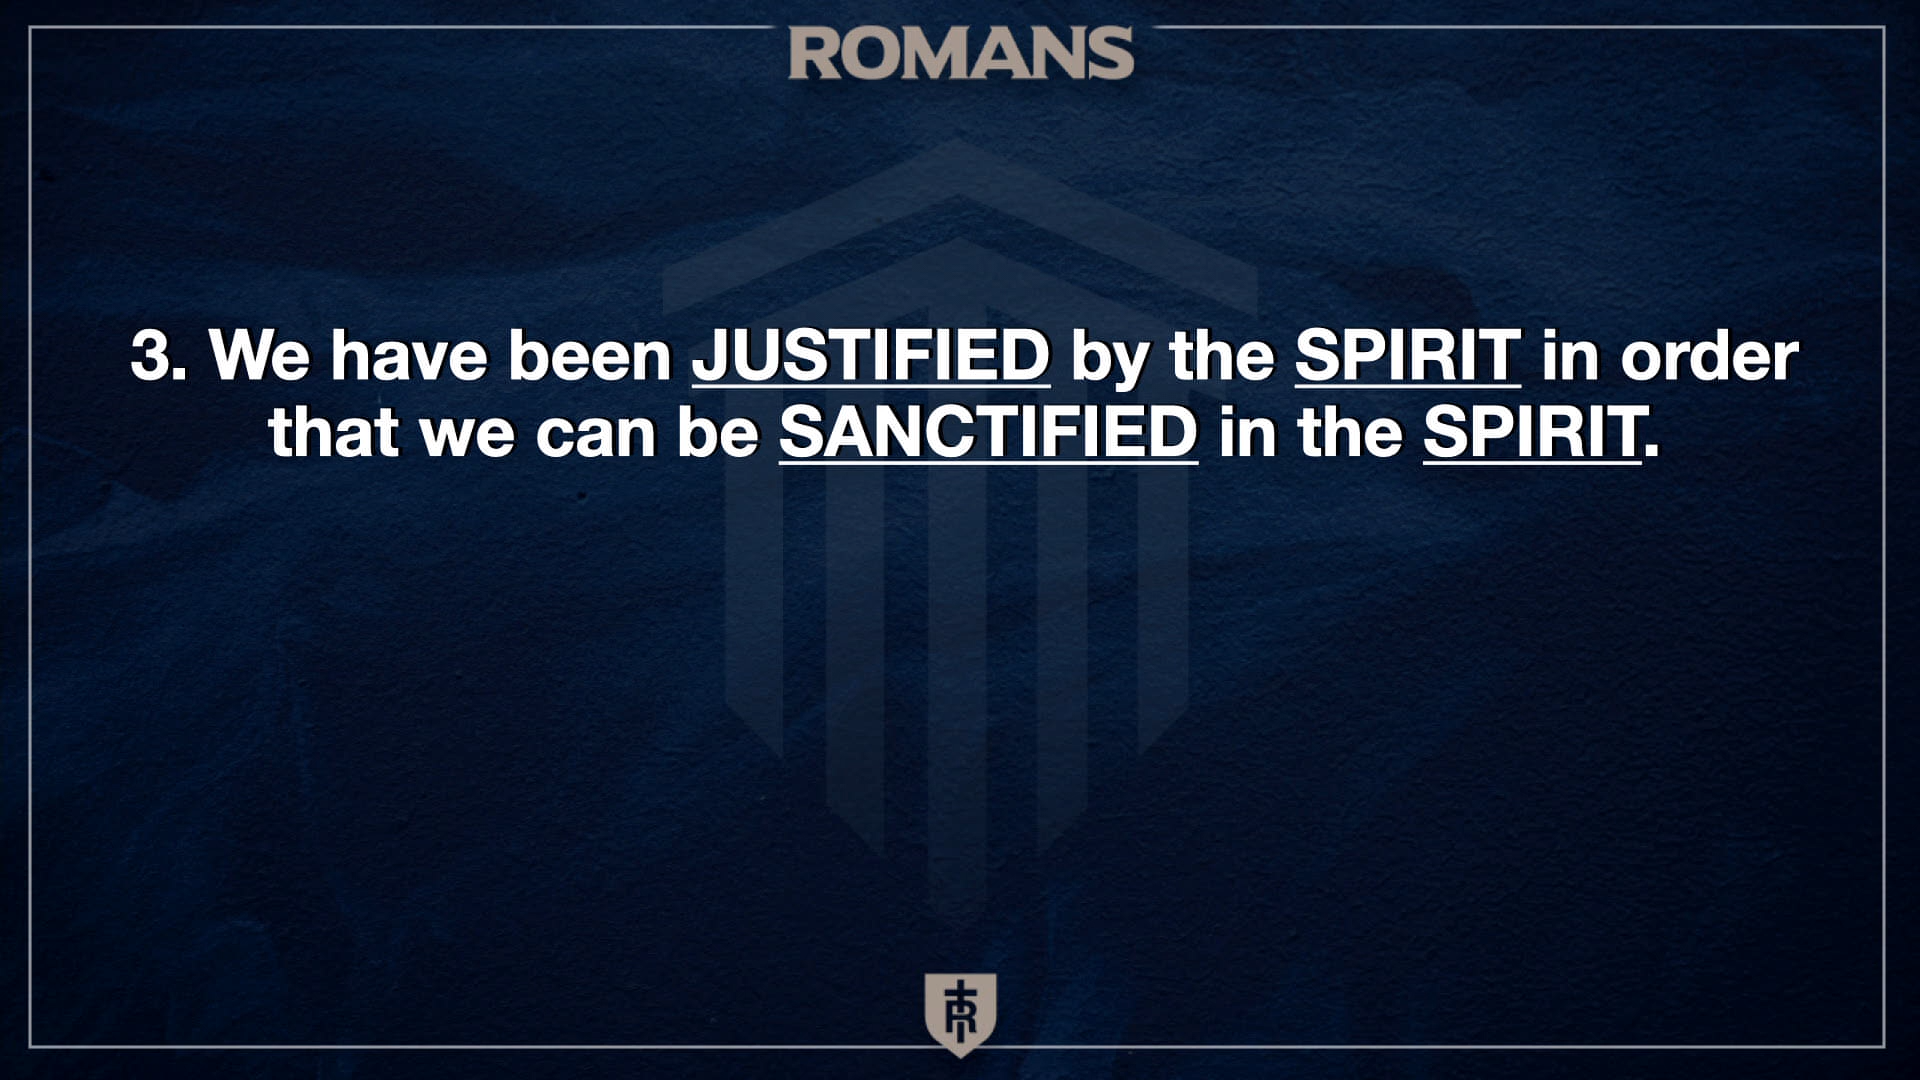 ROMANS
3. We have been JUSTIFIED by the SPIRIT in order
that we can be SANCTIFIED in the SPIRIT.
R